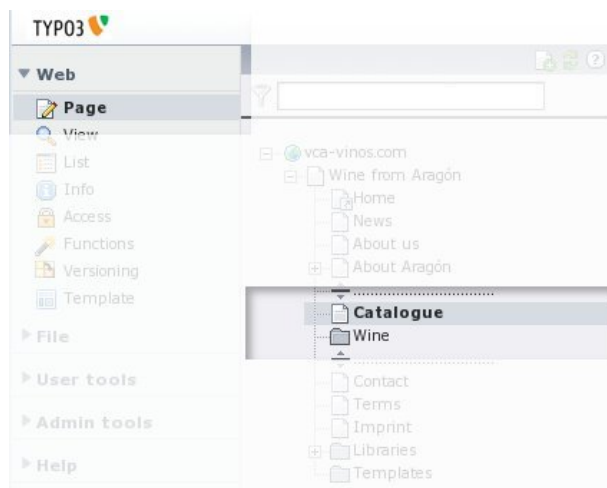 TYPO3
Web
Page
View
List
Info
Access
Functions
Versioning
Template
File
User tools
Admin tools
Help
vca-vinos.com
Wine from Aragón
Home
News
About us
About Aragón
Catalogue
Wine
Contact
Terms
Imprint
Libraries
Templates